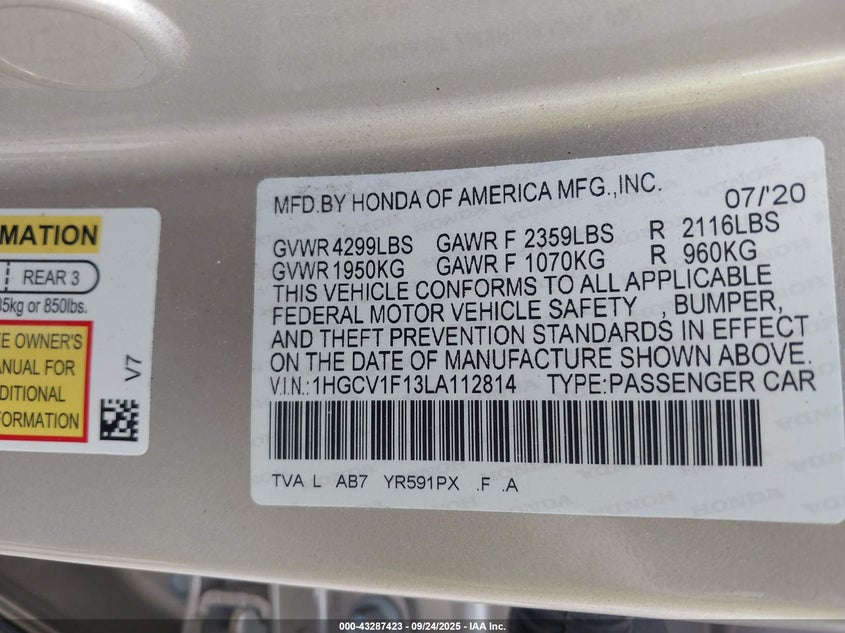 MATION
REAR 3
35kg or 850lbs.
EE OWNER'S
ANUAL FOR
DITIONAL
FORMATION
V7
MFD.BY HONDA OF AMERICA MFG.,INC. 07/'20
GVWR 4299LBS GAWR F 2359LBS R 2116LBS
GVWR 1950KG GAWR F 1070KG R 960KG
THIS VEHICLE CONFORMS TO ALL APPLICABLE
FEDERAL MOTOR VEHICLE SAFETY , BUMPER,
AND THEFT PREVENTION STANDARDS IN EFFECT
ON THE DATE OF MANUFACTURE SHOWN ABOVE.
V.I.N.:1HGCV1F13LA112814 TYPE:PASSENGER CAR
TVA L AB7 YR591PX .F .A
000-43287423 - 09/24/2025 - IAA Inc.